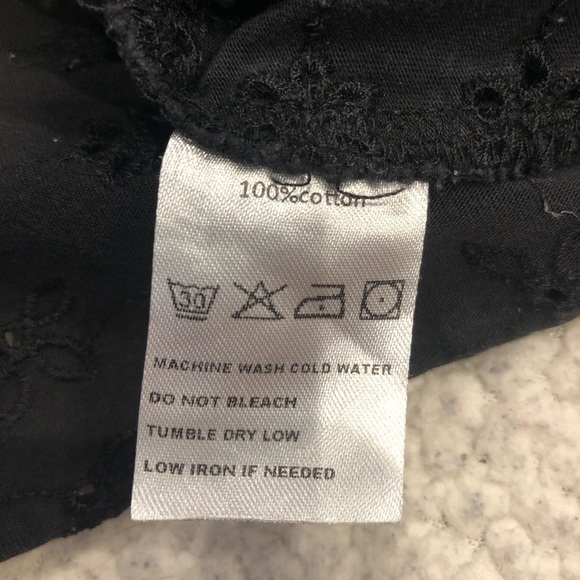 100%cotton
30
MACHINE WASH COLD WATER
DO NOT BLEACH
TUMBLE DRY LOW
LOW IRON IF NEEDED